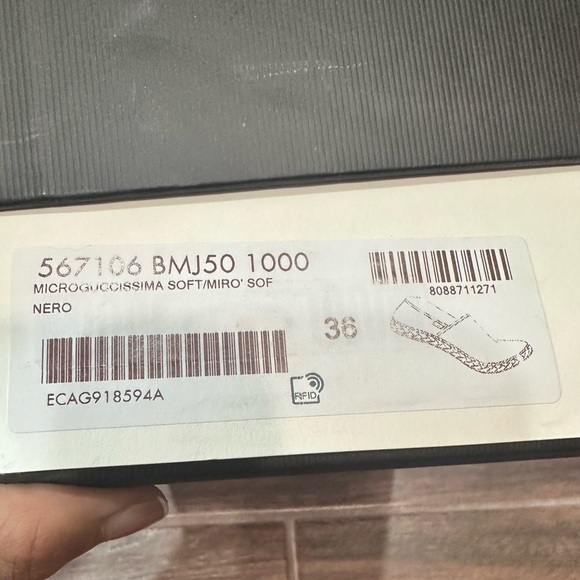 567106 BMJ50 1000
MICROGUCCISSIMA SOFT/MIRO' SOF
NERO
8088711271
36
ECAG918594A
RFID